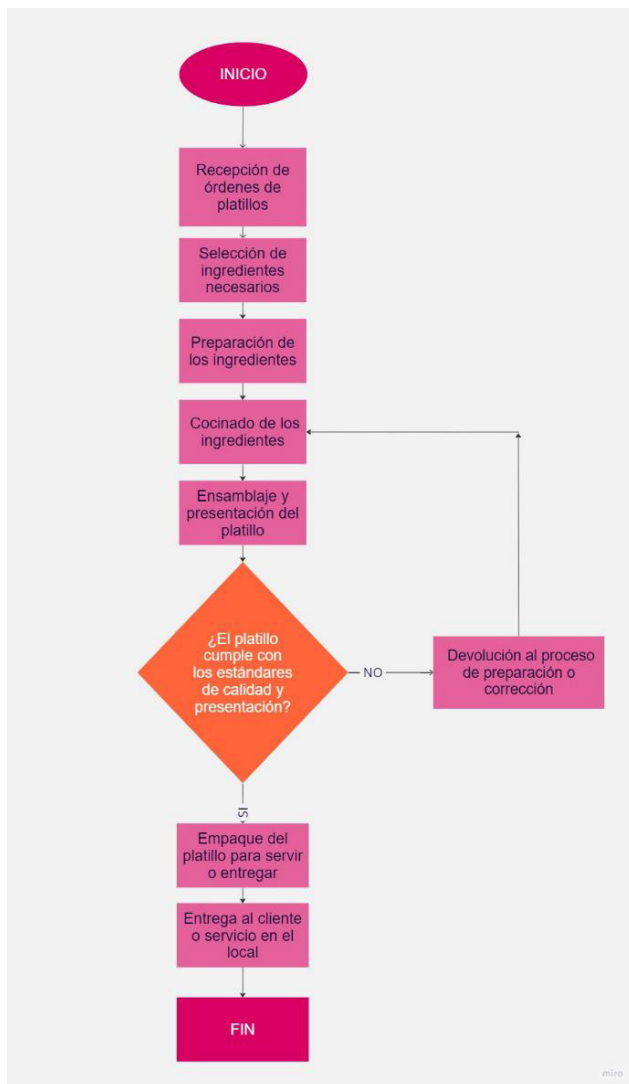 INICIO
Recepción de
órdenes de
platillos
Selección de
ingredientes
necesarios
Preparación de
los ingredientes
Cocinado de los
ingredientes
Ensamblaje y
presentación del
platillo
¿El platillo
cumple con
los estándares
de calidad y
presentación?
NO
Devolución al proceso
de preparación o
corrección
SI
Empaque del
platillo para servir
o entregar
Entrega al cliente
o servicio en el
local
FIN
miro